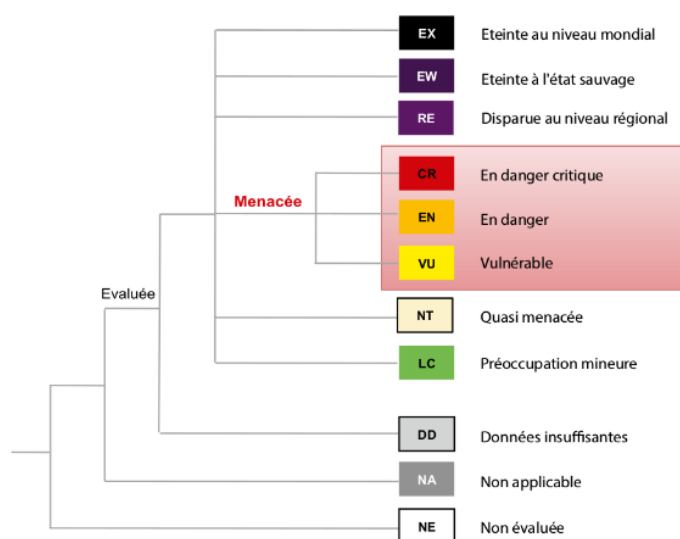 EX Eteinte au niveau mondial
EW Eteinte à l'état sauvage
RE Disparue au niveau régional
CR En danger critique
Menacée
EN En danger
VU Vulnérable
Evaluée
NT Quasi menacée
LC Préoccupation mineure
DD Données insuffisantes
NA Non applicable
NE Non évaluée